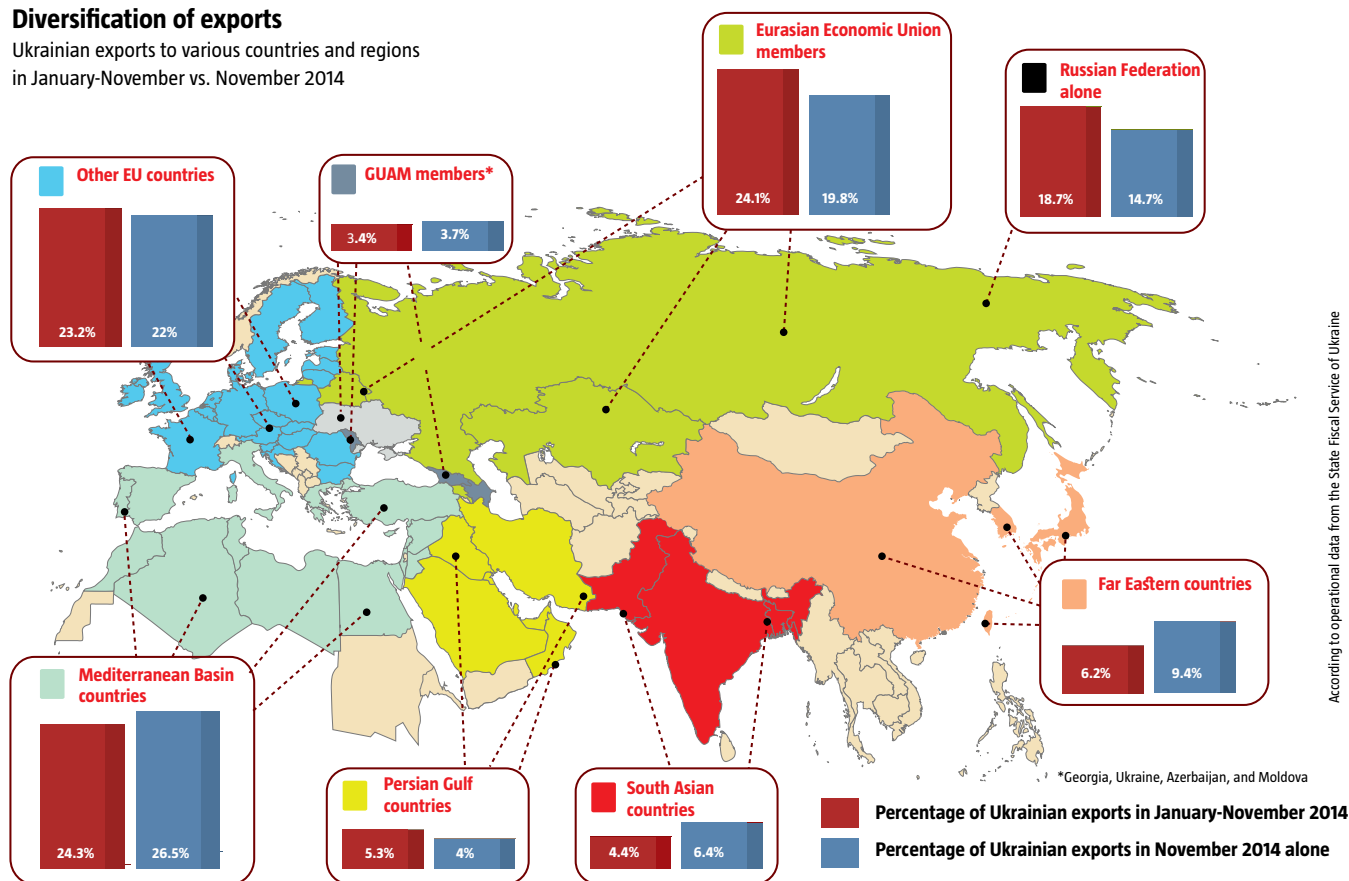 Diversification of exports
Ukrainian exports to various countries and regions
in January-November vs. November 2014
Eurasian Economic Union
members
24.1%
19.8%
Russian Federation
alone
18.7%
14.7%
Other EU countries
23.2%
22%
GUAM members*
3.4%
3.7%
Far Eastern countries
6.2%
9.4%
Mediterranean Basin
countries
24.3%
26.5%
Persian Gulf
countries
5.3%
4%
South Asian
countries
4.4%
6.4%
*Georgia, Ukraine, Azerbaijan, and Moldova
Percentage of Ukrainian exports in January-November 2014
Percentage of Ukrainian exports in November 2014 alone
According to operational data from the State Fiscal Service of Ukraine